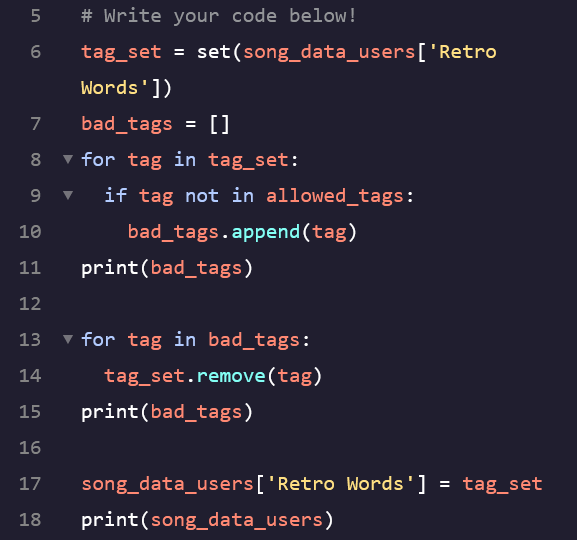 5 # Write your code below!
6 tag_set = set(song_data_users['Retro
Words'])
7 bad_tags = []
8 for tag in tag_set:
9 if tag not in allowed_tags:
10 bad_tags.append(tag)
11 print(bad_tags)
12
13 for tag in bad_tags:
14 tag_set.remove(tag)
15 print(bad_tags)
16
17 song_data_users['Retro Words'] = tag_set
18 print(song_data_users)